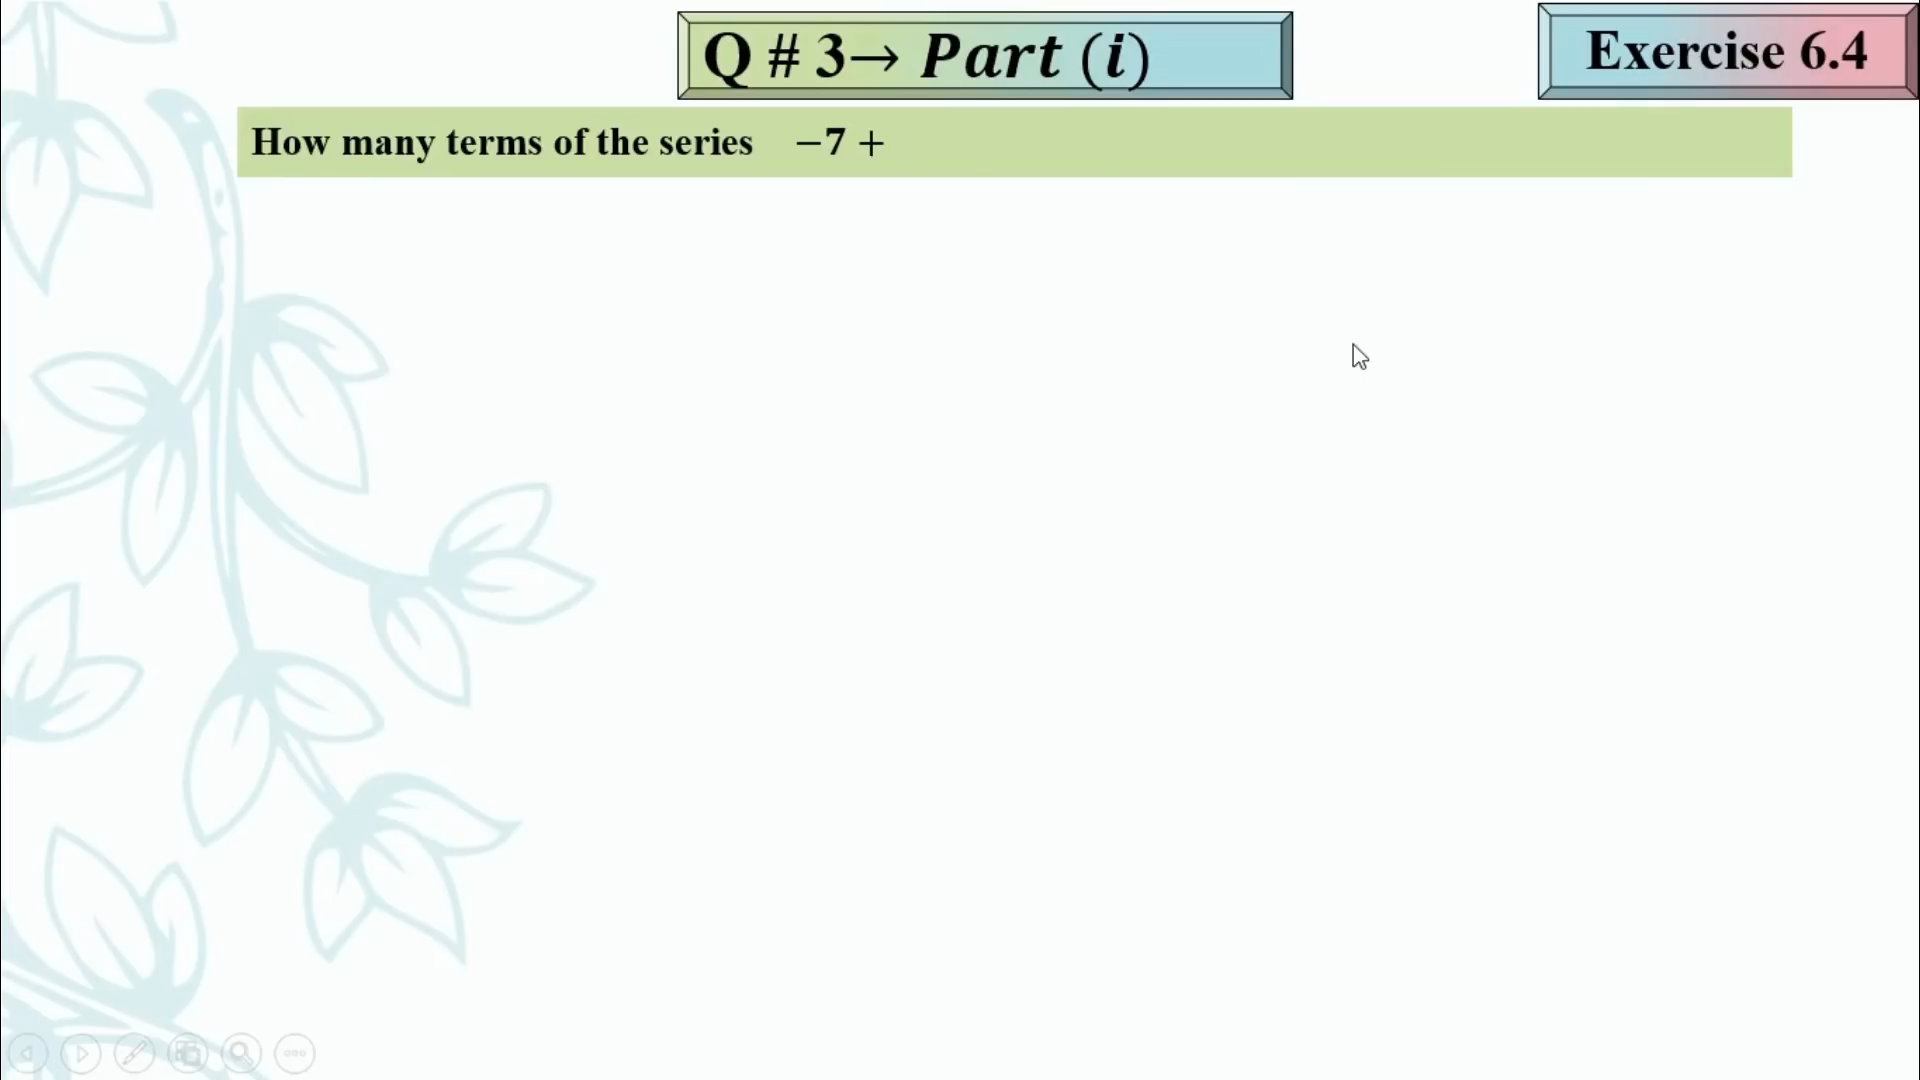 Q # 3→ Part (i)
Exercise 6.4
How many terms of the series −7 +